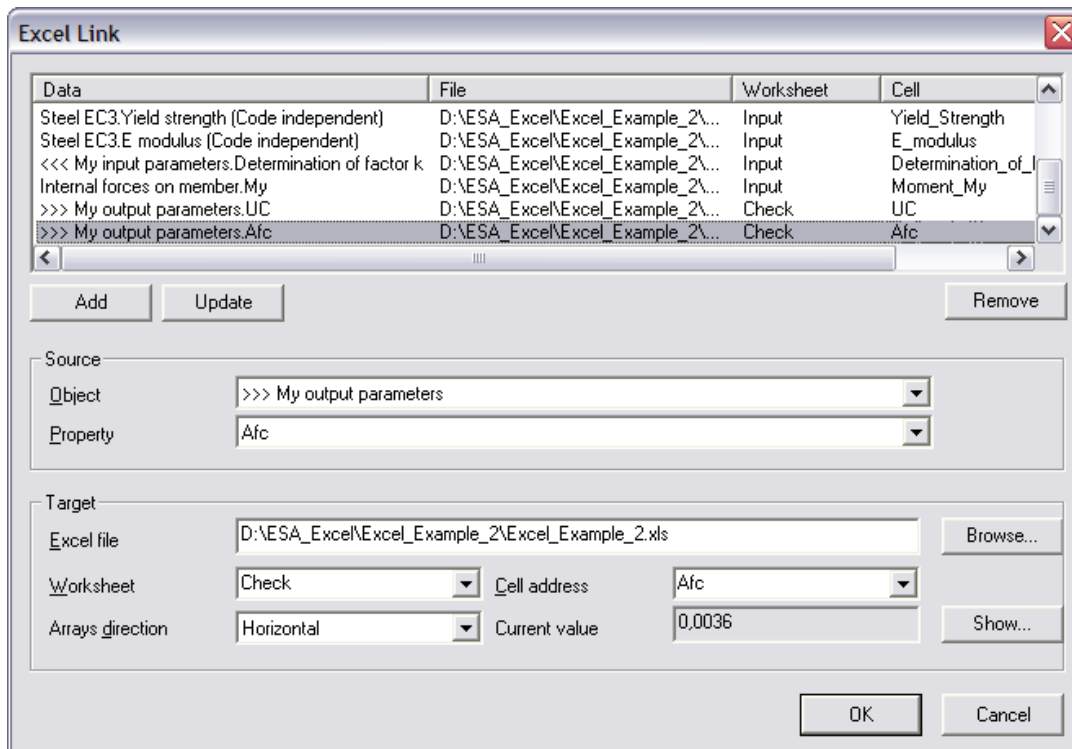 Excel Link
Data File Worksheet Cell
Steel EC3.Yield strength (Code independent) D:\ESA_Excel\Excel_Example_2\... Input Yield_Strength
Steel EC3.E modulus (Code independent) D:\ESA_Excel\Excel_Example_2\... Input E_modulus
<<< My input parameters.Determination of factor k D:\ESA_Excel\Excel_Example_2\... Input Determination_of_
Internal forces on member.My D:\ESA_Excel\Excel_Example_2\... Input Moment_My
>>> My output parameters.UC D:\ESA_Excel\Excel_Example_2\... Check UC
>>> My output parameters.Afc D:\ESA_Excel\Excel_Example_2\... Check Afc
Add Update Remove
Source
Object >>> My output parameters
Property Afc
Target
Excel file D:\ESA_Excel\Excel_Example_2\Excel_Example_2.xls Browse...
Worksheet Check Cell address Afc
Arrays direction Horizontal Current value 0,0036 Show...
OK Cancel